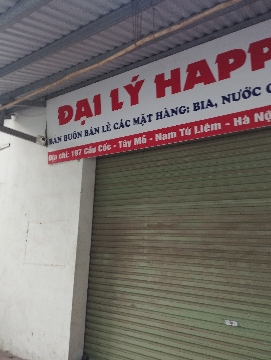 ĐẠI LÝ HAPP
BÁN BUÔN BÁN LẺ CÁC MẶT HÀNG: BIA, NƯỚC
Địa chỉ: 197 Cầu Cốc - Tây Mỗ - Nam Từ Liêm - Hà Nộ